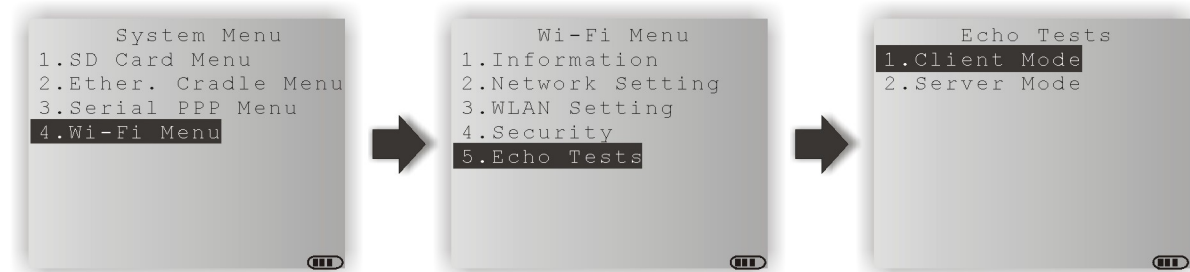 System Menu
1.SD Card Menu
2.Ether. Cradle Menu
3.Serial PPP Menu
4.Wi-Fi Menu
Wi-Fi Menu
1.Information
2.Network Setting
3.WLAN Setting
4.Security
5.Echo Tests
Echo Tests
1.Client Mode
2.Server Mode